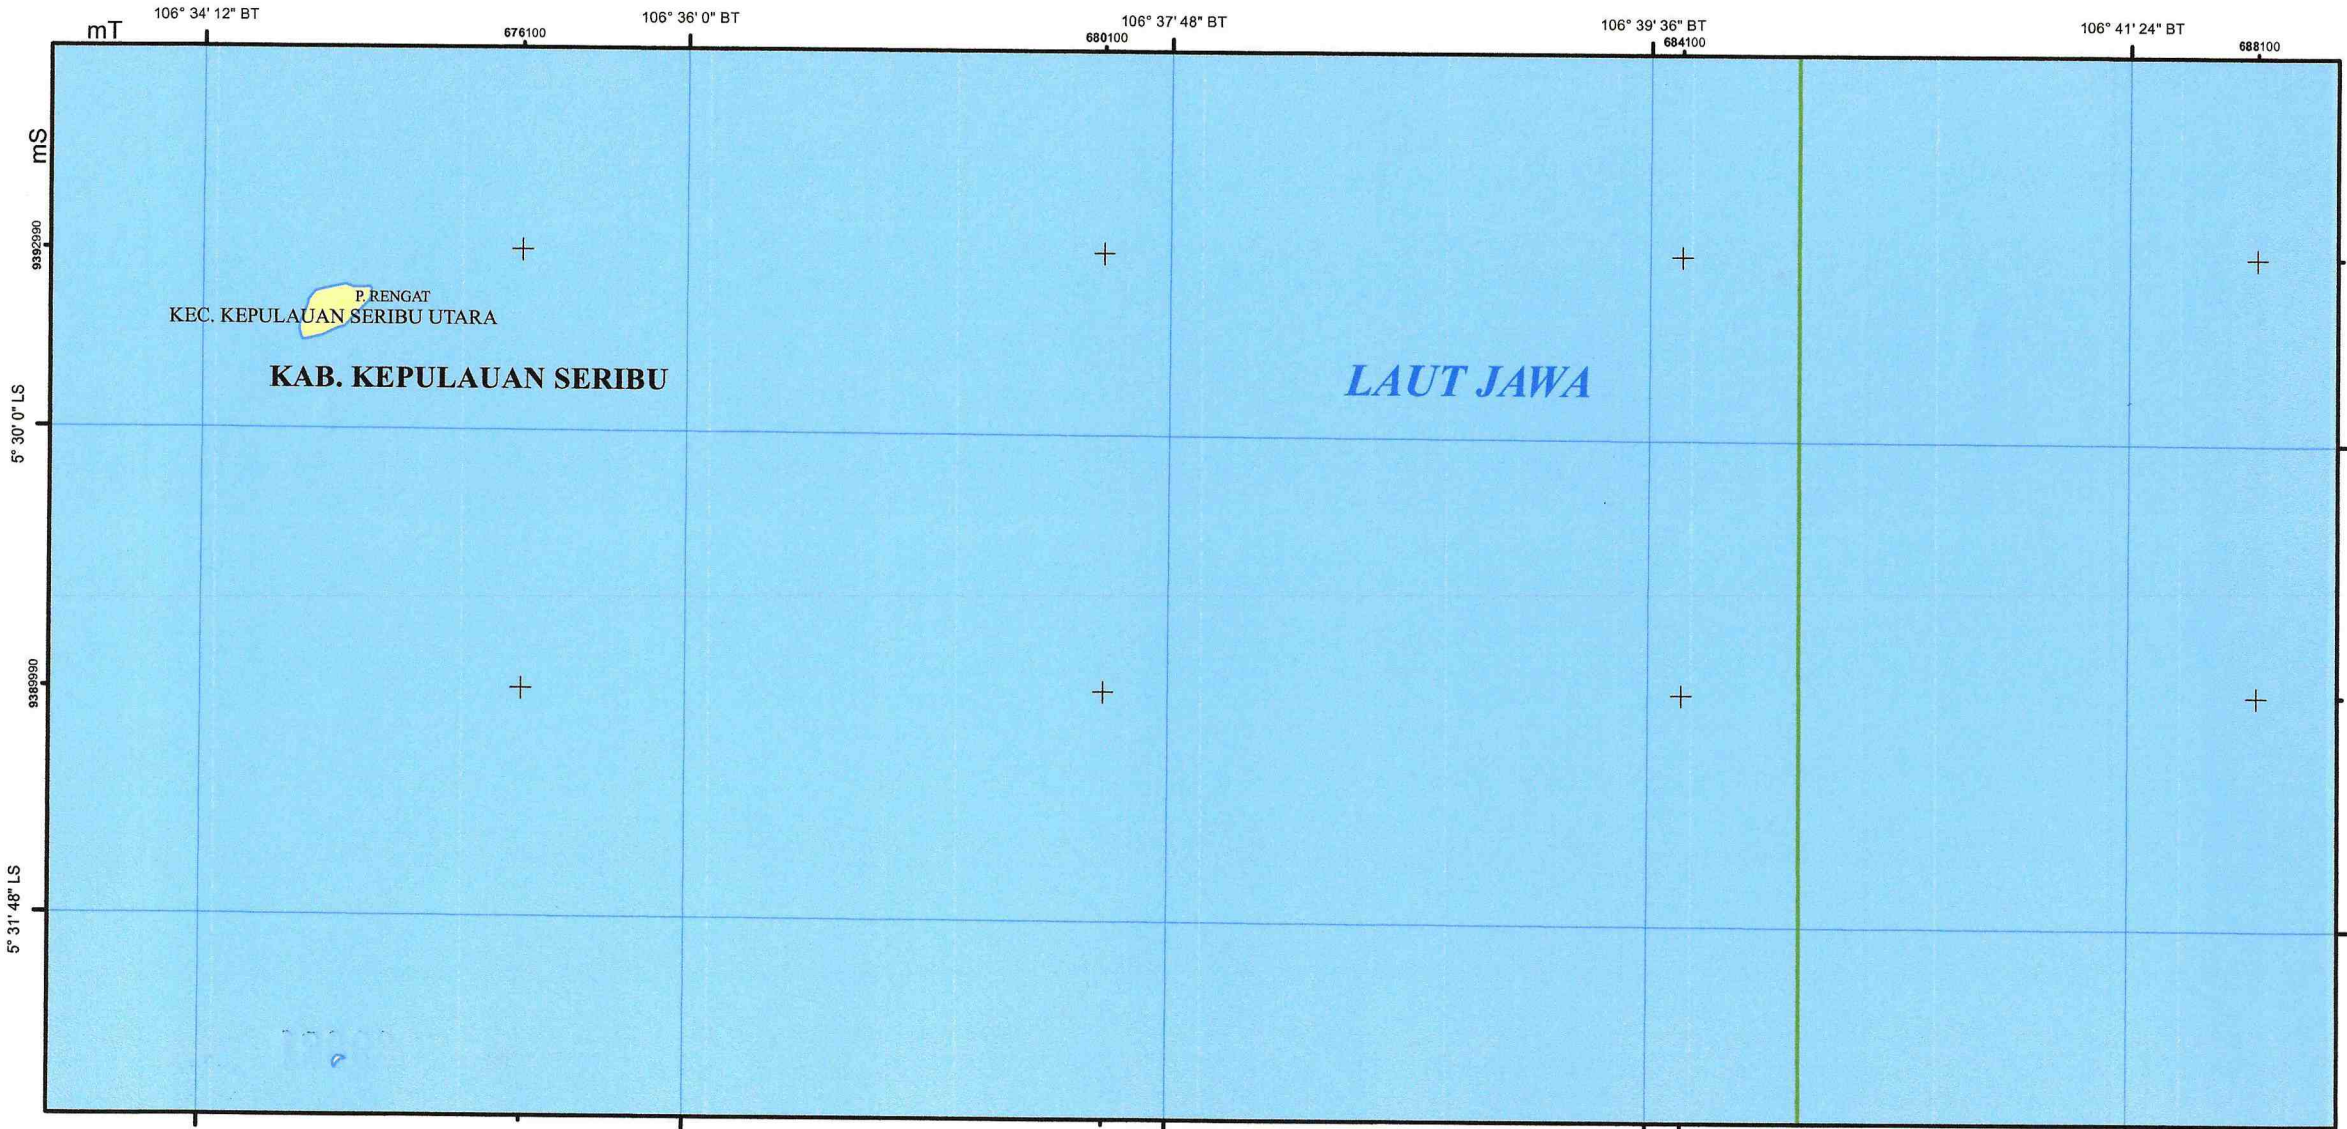 106° 34' 12" BT
106° 36' 0" BT
106° 37' 48" BT
106° 39' 36" BT
106° 41' 24" BT
mT
676100
680100
684100
688100
mS
9392990
P. RENGAT
KEC. KEPULAUAN SERIBU UTARA
KAB. KEPULAUAN SERIBU
LAUT JAWA
5° 30' 0" LS
9389990
5° 31' 48" LS